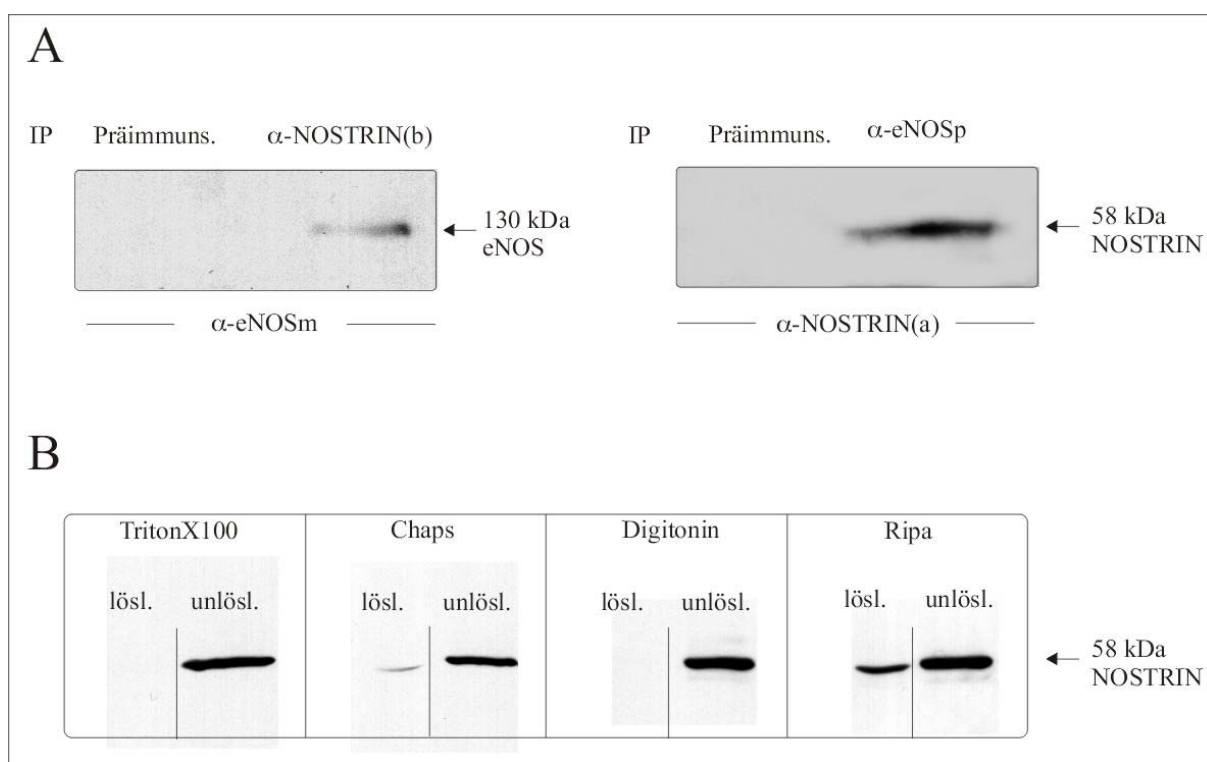 A
IP Präimmuns. α-NOSTRIN(b)
130 kDa
eNOS
α-eNOSm
IP Präimmuns. α-eNOSp
58 kDa
NOSTRIN
α-NOSTRIN(a)
B
TritonX100 Chaps Digitonin Ripa
lösl. unlösl. lösl. unlösl. lösl. unlösl. lösl. unlösl.
58 kDa
NOSTRIN